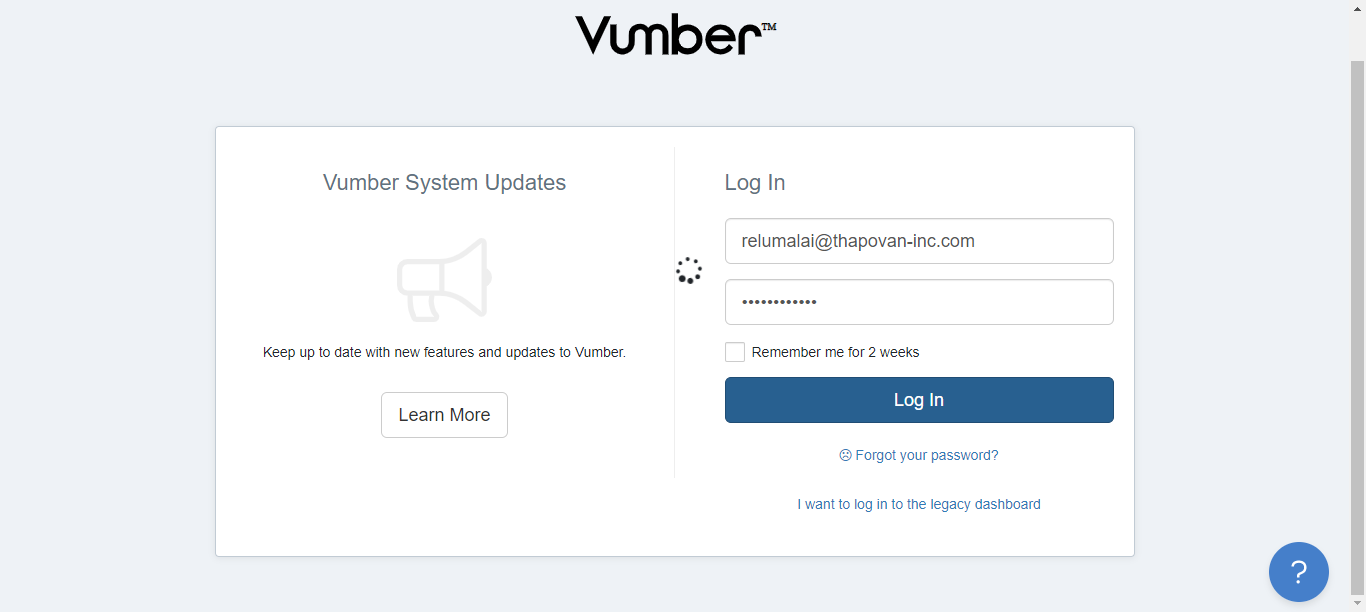 Vumber™
Vumber System Updates
Keep up to date with new features and updates to Vumber.
Learn More
Log In
relumalai@thapovan-inc.com
••••••••••••
Remember me for 2 weeks
Log In
☹ Forgot your password?
I want to log in to the legacy dashboard
?